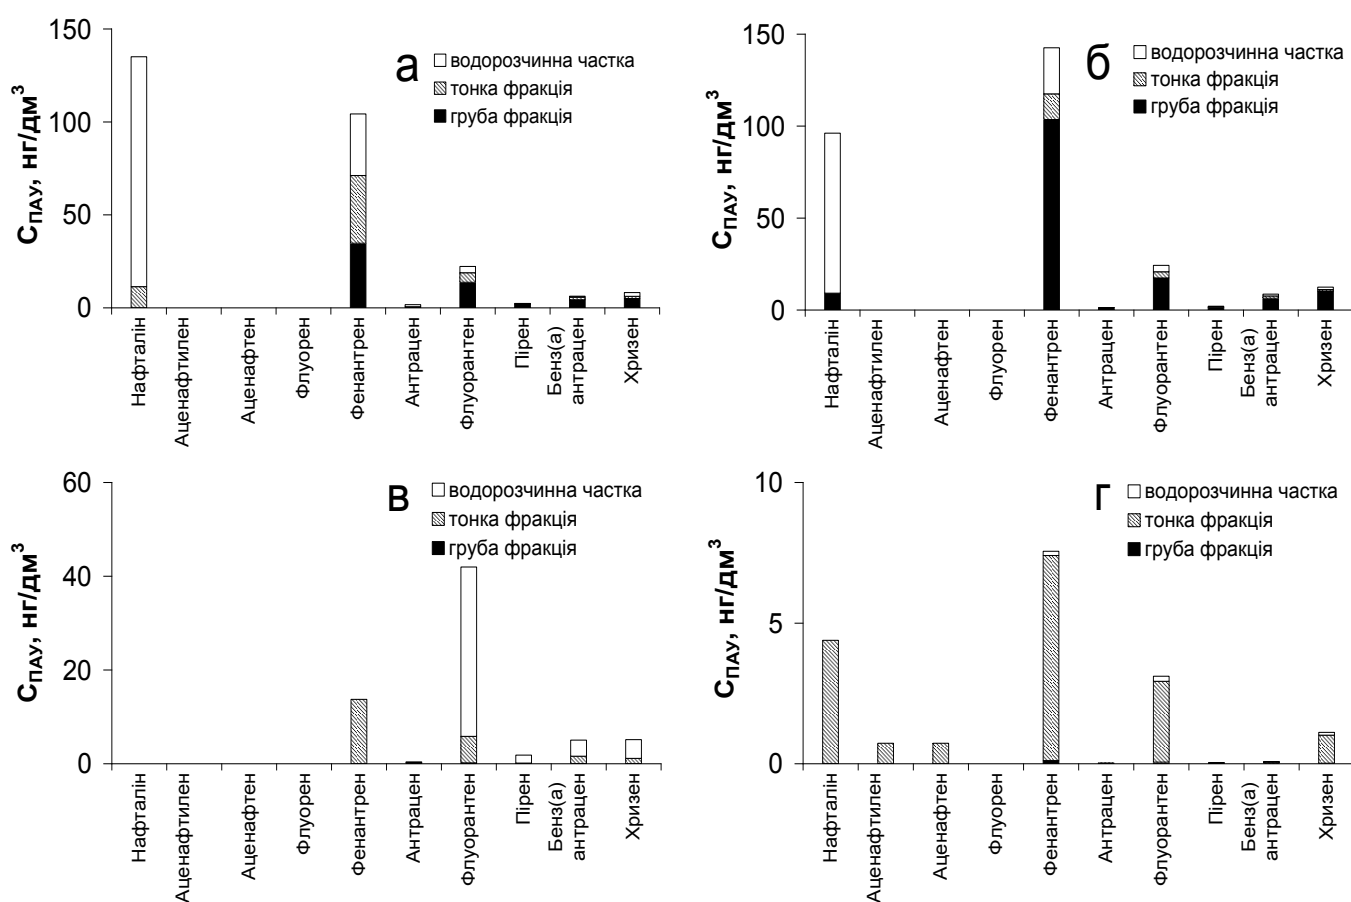 150
100
50
0
С_ПАУ, нг/дм³
а
водорозчинна частка
тонка фракція
груба фракція
Нафталін
Аценафтилен
Аценафтен
Флуорен
Фенантрен
Антрацен
Флуорантен
Пірен
Бенз(а)
антрацен
Хризен
150
100
50
0
С_ПАУ, нг/дм³
б
водорозчинна частка
тонка фракція
груба фракція
Нафталін
Аценафтилен
Аценафтен
Флуорен
Фенантрен
Антрацен
Флуорантен
Пірен
Бенз(а)
антрацен
Хризен
60
40
20
0
С_ПАУ, нг/дм³
в
водорозчинна частка
тонка фракція
груба фракція
Нафталін
Аценафтилен
Аценафтен
Флуорен
Фенантрен
Антрацен
Флуорантен
Пірен
Бенз(а)
антрацен
Хризен
10
5
0
С_ПАУ, нг/дм³
г
водорозчинна частка
тонка фракція
груба фракція
Нафталін
Аценафтилен
Аценафтен
Флуорен
Фенантрен
Антрацен
Флуорантен
Пірен
Бенз(а)
антрацен
Хризен